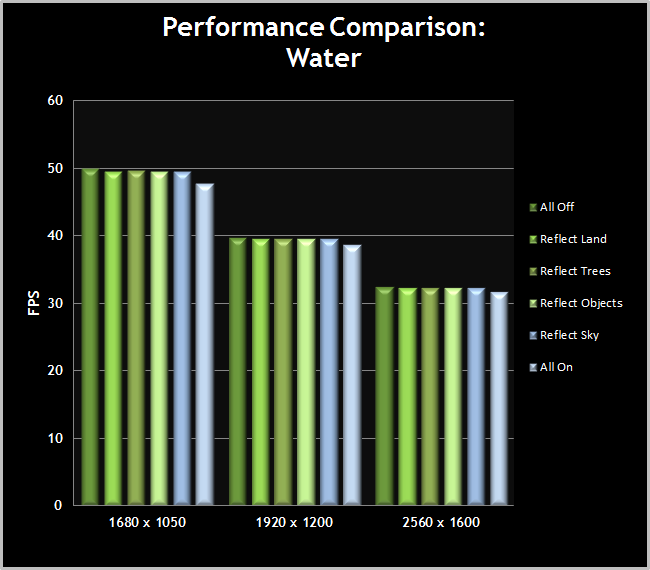 Performance Comparison:
Water
60
50
40
30
20
10
0
FPS
1680 x 1050
1920 x 1200
2560 x 1600
All Off
Reflect Land
Reflect Trees
Reflect Objects
Reflect Sky
All On